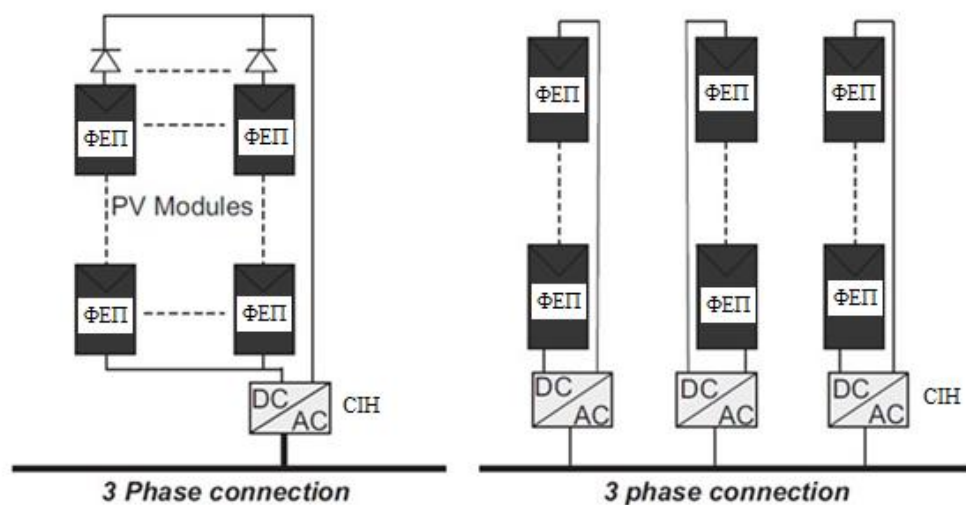 ФЕП ФЕП
PV Modules
ФЕП ФЕП
DC
AC
СІН
3 Phase connection
ФЕП ФЕП ФЕП
ФЕП ФЕП ФЕП
DC DC DC
AC AC AC
СІН
3 phase connection